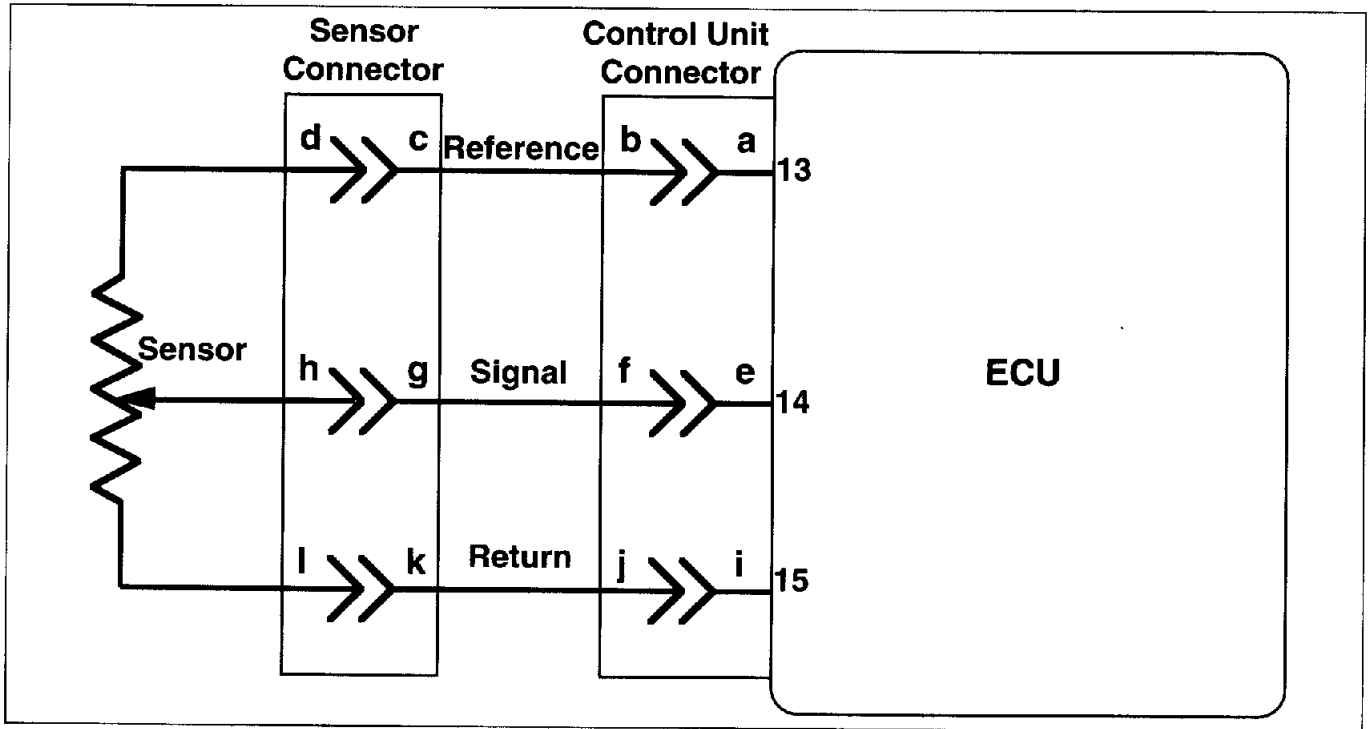 Sensor
Connector
Control Unit
Connector
d
c
Reference
b
a
13
Sensor
h
g
Signal
f
e
14
ECU
l
k
Return
j
i
15